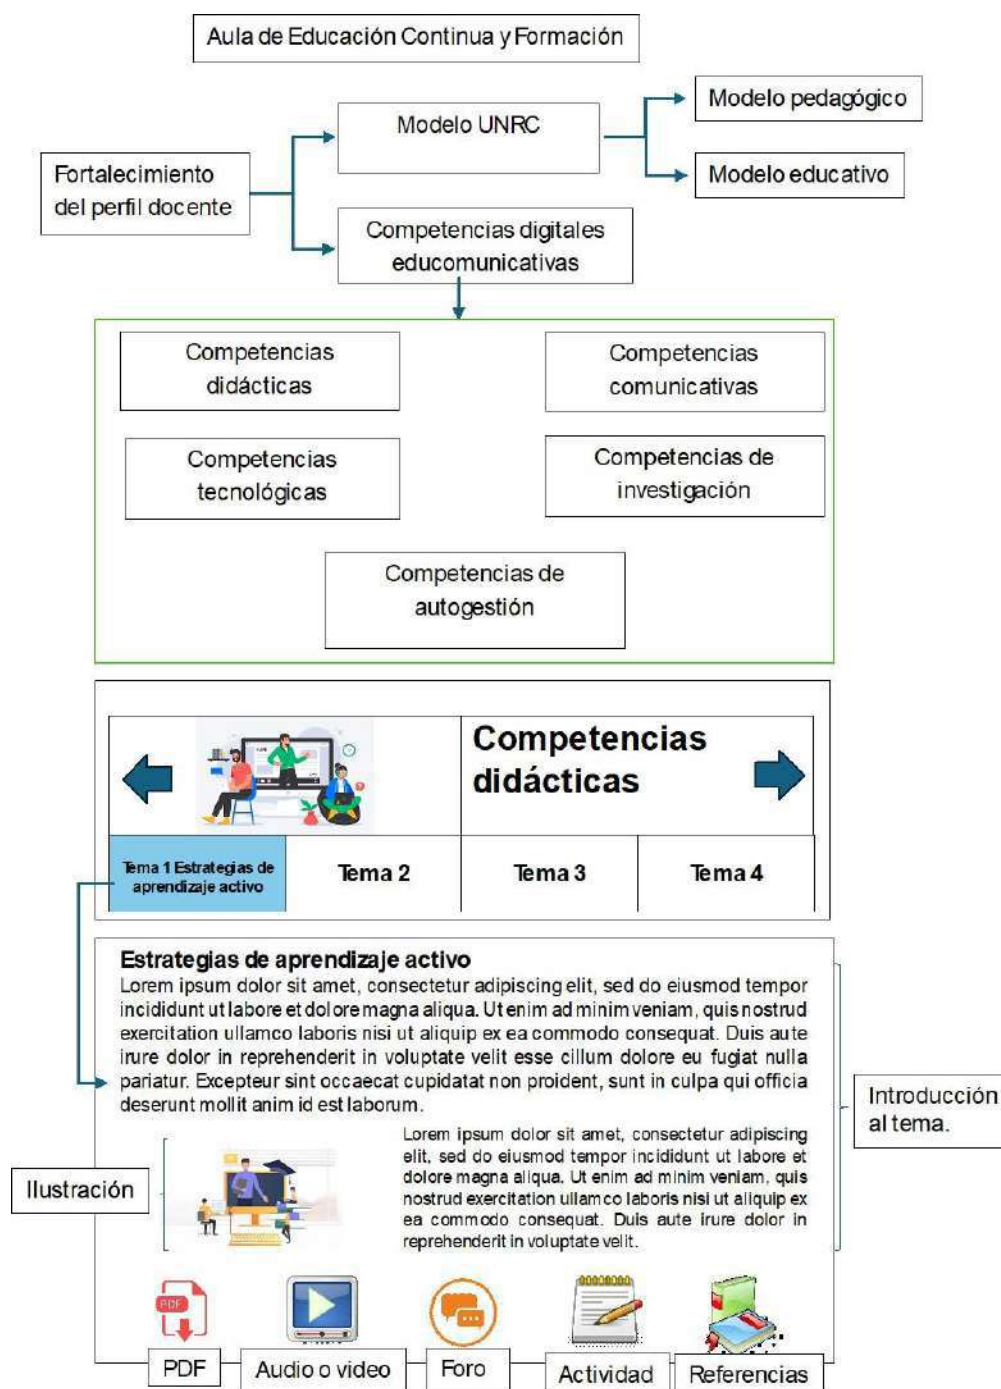 Aula de Educación Continua y Formación
Modelo UNRC
Modelo pedagógico
Modelo educativo
Fortalecimiento
del perfil docente
Competencias digitales
educomunicativas
Competencias
didácticas
Competencias
comunicativas
Competencias
tecnológicas
Competencias de
investigación
Competencias de
autogestión
Competencias
didácticas
Tema 1 Estrategias de
aprendizaje activo
Tema 2
Tema 3
Tema 4
Estrategias de aprendizaje activo
Lorem ipsum dolor sit amet, consectetur adipiscing elit, sed do eiusmod tempor
incididunt ut labore et dolore magna aliqua. Ut enim ad minim veniam, quis nostrud
exercitation ullamco laboris nisi ut aliquip ex ea commodo consequat. Duis aute
irure dolor in reprehenderit in voluptate velit esse cillum dolore eu fugiat nulla
pariatur. Excepteur sint occaecat cupidatat non proident, sunt in culpa qui officia
deserunt mollit anim id est laborum.
Introducción
al tema.
Ilustración
Lorem ipsum dolor sit amet, consectetur adipiscing
elit, sed do eiusmod tempor incididunt ut labore et
dolore magna aliqua. Ut enim ad minim veniam, quis
nostrud exercitation ullamco laboris nisi ut aliquip ex
ea commodo consequat. Duis aute irure dolor in
reprehenderit in voluptate velit.
PDF
PDF
Audio o video
Foro
Actividad
Referencias